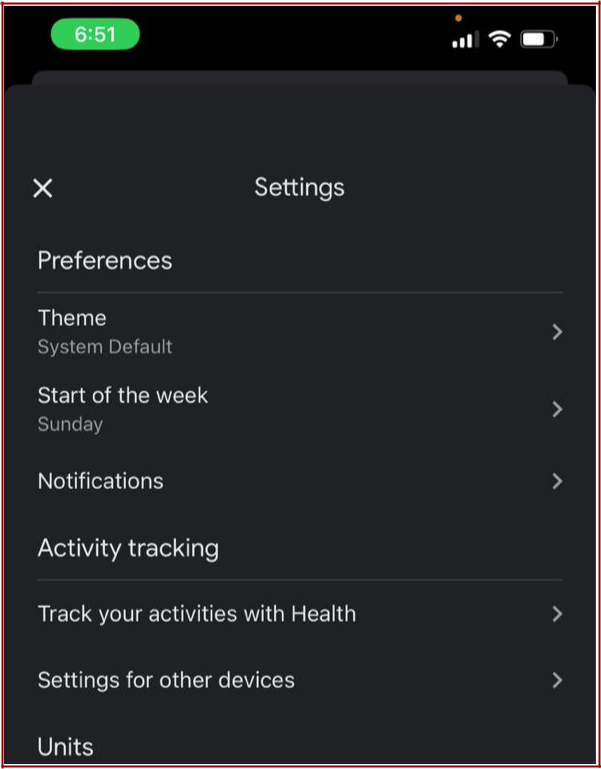 6:51
Settings
Preferences
Theme
System Default
Start of the week
Sunday
Notifications
Activity tracking
Track your activities with Health
Settings for other devices
Units